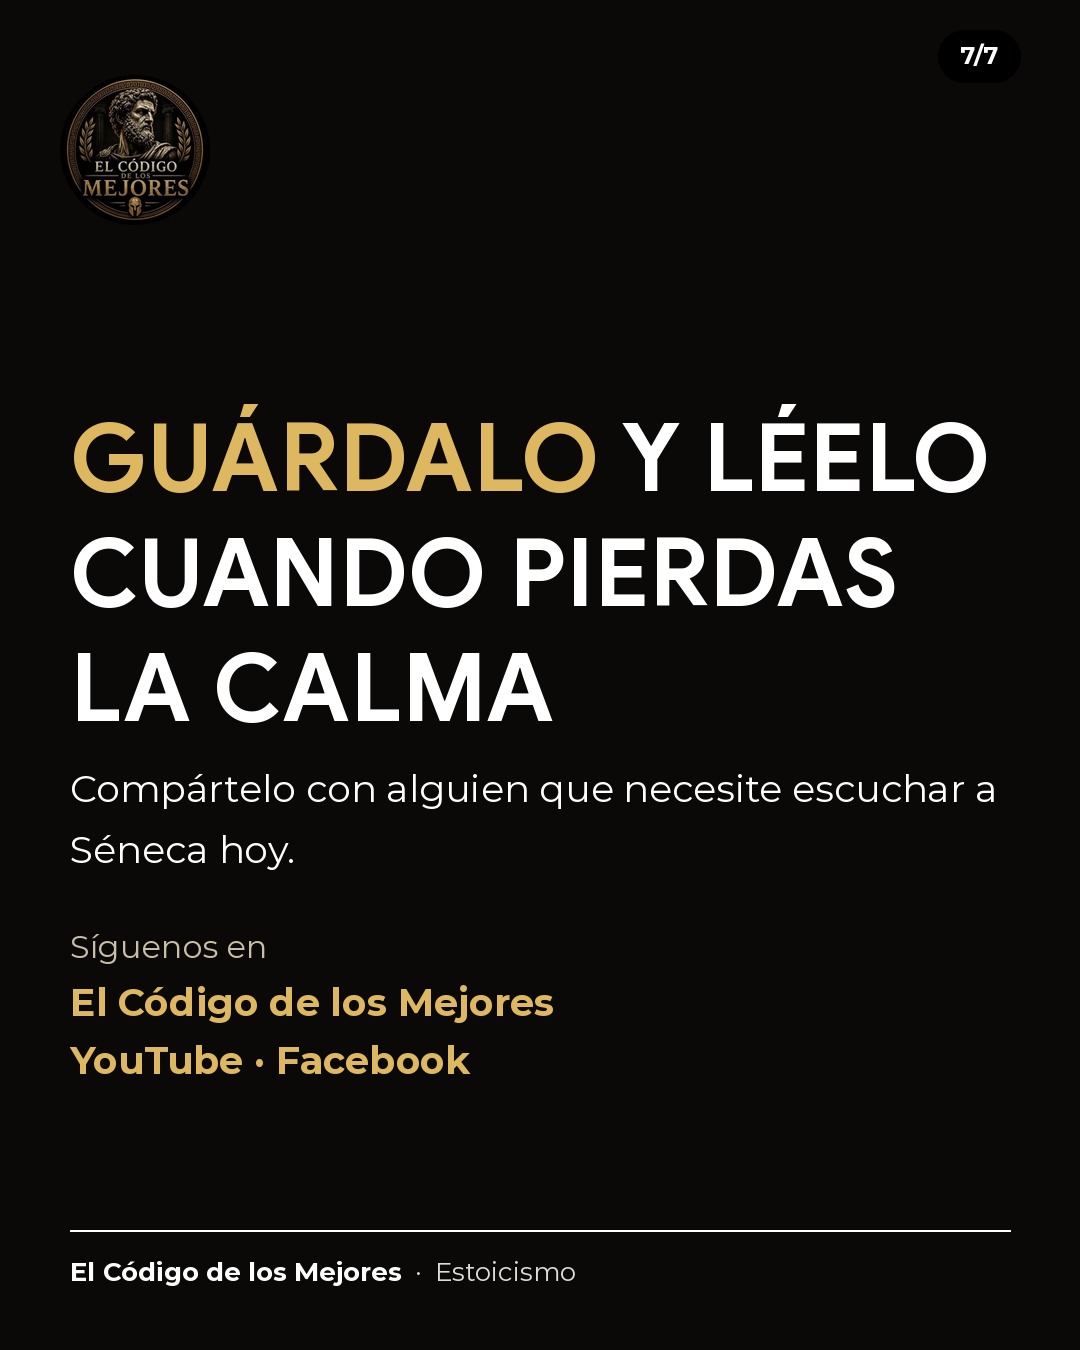 7/7
EL CÓDIGO
DE LOS
MEJORES
GUÁRDALO Y LÉELO
CUANDO PIERDAS
LA CALMA
Compártelo con alguien que necesite escuchar a
Séneca hoy.
Síguenos en
El Código de los Mejores
YouTube · Facebook
El Código de los Mejores · Estoicismo